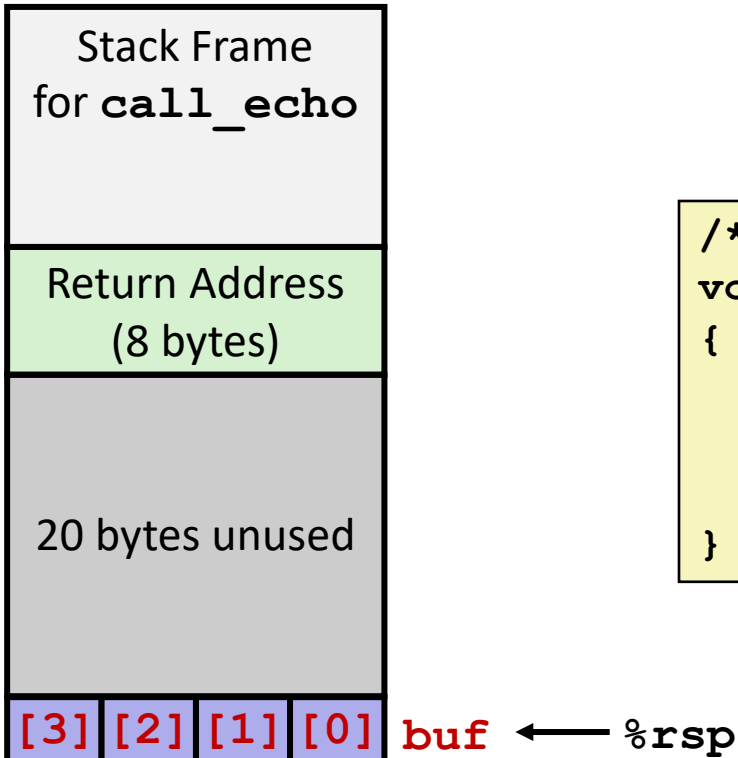 Stack Frame
for call_echo
Return Address
(8 bytes)
20 bytes unused
[3] [2] [1] [0] buf ← %rsp
/*
vo
{
}